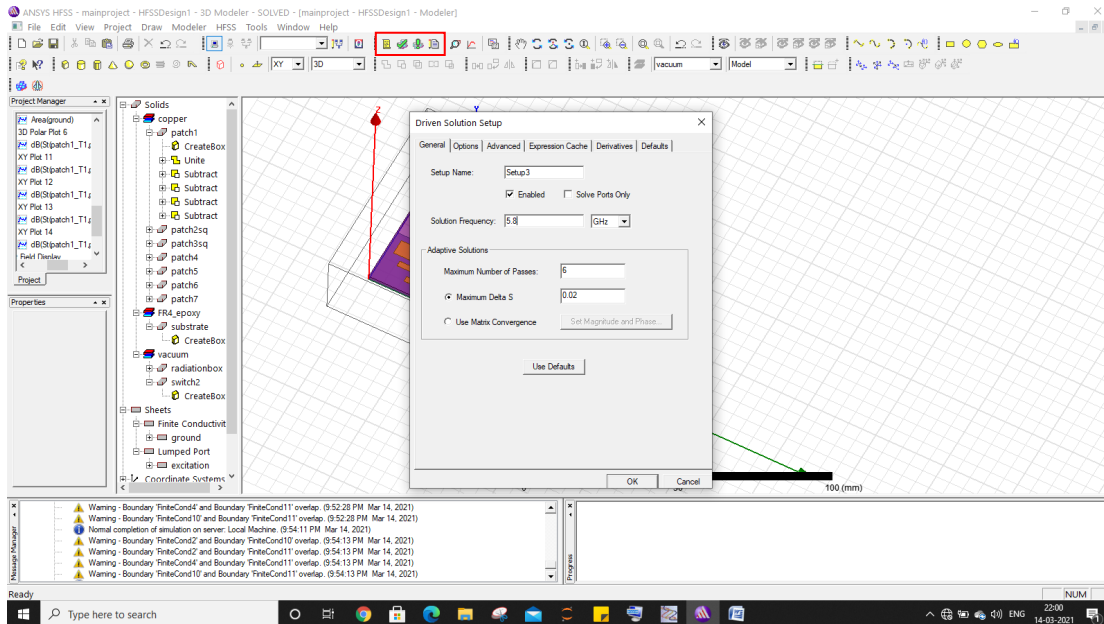 ANSYS HFSS - mainproject - HFSSDesign1 - 3D Modeler - SOLVED - [mainproject - HFSSDesign1 - Modeler]
File Edit View Project Draw Modeler HFSS Tools Window Help
XY 3D vacuum Model
Project Manager
Area(ground)
3D Polar Plot 6
dB(St(patch1_T1,p
XY Plot 11
dB(St(patch1_T1,p
XY Plot 12
dB(St(patch1_T1,p
XY Plot 13
dB(St(patch1_T1,p
XY Plot 14
dB(St(patch1_T1,p
Field Display
Project
Properties
Solids
copper
patch1
CreateBox
Unite
Subtract
Subtract
Subtract
Subtract
patch2sq
patch3sq
patch4
patch5
patch6
patch7
FR4_epoxy
substrate
CreateBox
vacuum
radiationbox
switch2
CreateBox
Sheets
Finite Conductivit
ground
Lumped Port
excitation
Coordinate Systems
Z
Y
Driven Solution Setup
General Options Advanced Expression Cache Derivatives Defaults
Setup Name: Setup3
Enabled Solve Ports Only
Solution Frequency: 5.8 GHz
Adaptive Solutions
Maximum Number of Passes: 6
Maximum Delta S 0.02
Use Matrix Convergence Set Magnitude and Phase...
Use Defaults
OK Cancel
0 50 100 (mm)
Message Manager
Warning - Boundary 'FiniteCond4' and Boundary 'FiniteCond11' overlap. (9:52:28 PM Mar 14, 2021)
Warning - Boundary 'FiniteCond10' and Boundary 'FiniteCond11' overlap. (9:52:28 PM Mar 14, 2021)
Normal completion of simulation on server: Local Machine. (9:54:11 PM Mar 14, 2021)
Warning - Boundary 'FiniteCond2' and Boundary 'FiniteCond10' overlap. (9:54:13 PM Mar 14, 2021)
Warning - Boundary 'FiniteCond2' and Boundary 'FiniteCond11' overlap. (9:54:13 PM Mar 14, 2021)
Warning - Boundary 'FiniteCond4' and Boundary 'FiniteCond11' overlap. (9:54:13 PM Mar 14, 2021)
Warning - Boundary 'FiniteCond10' and Boundary 'FiniteCond11' overlap. (9:54:13 PM Mar 14, 2021)
Progress
Ready
NUM
Type here to search
ENG
22:00
14-03-2021